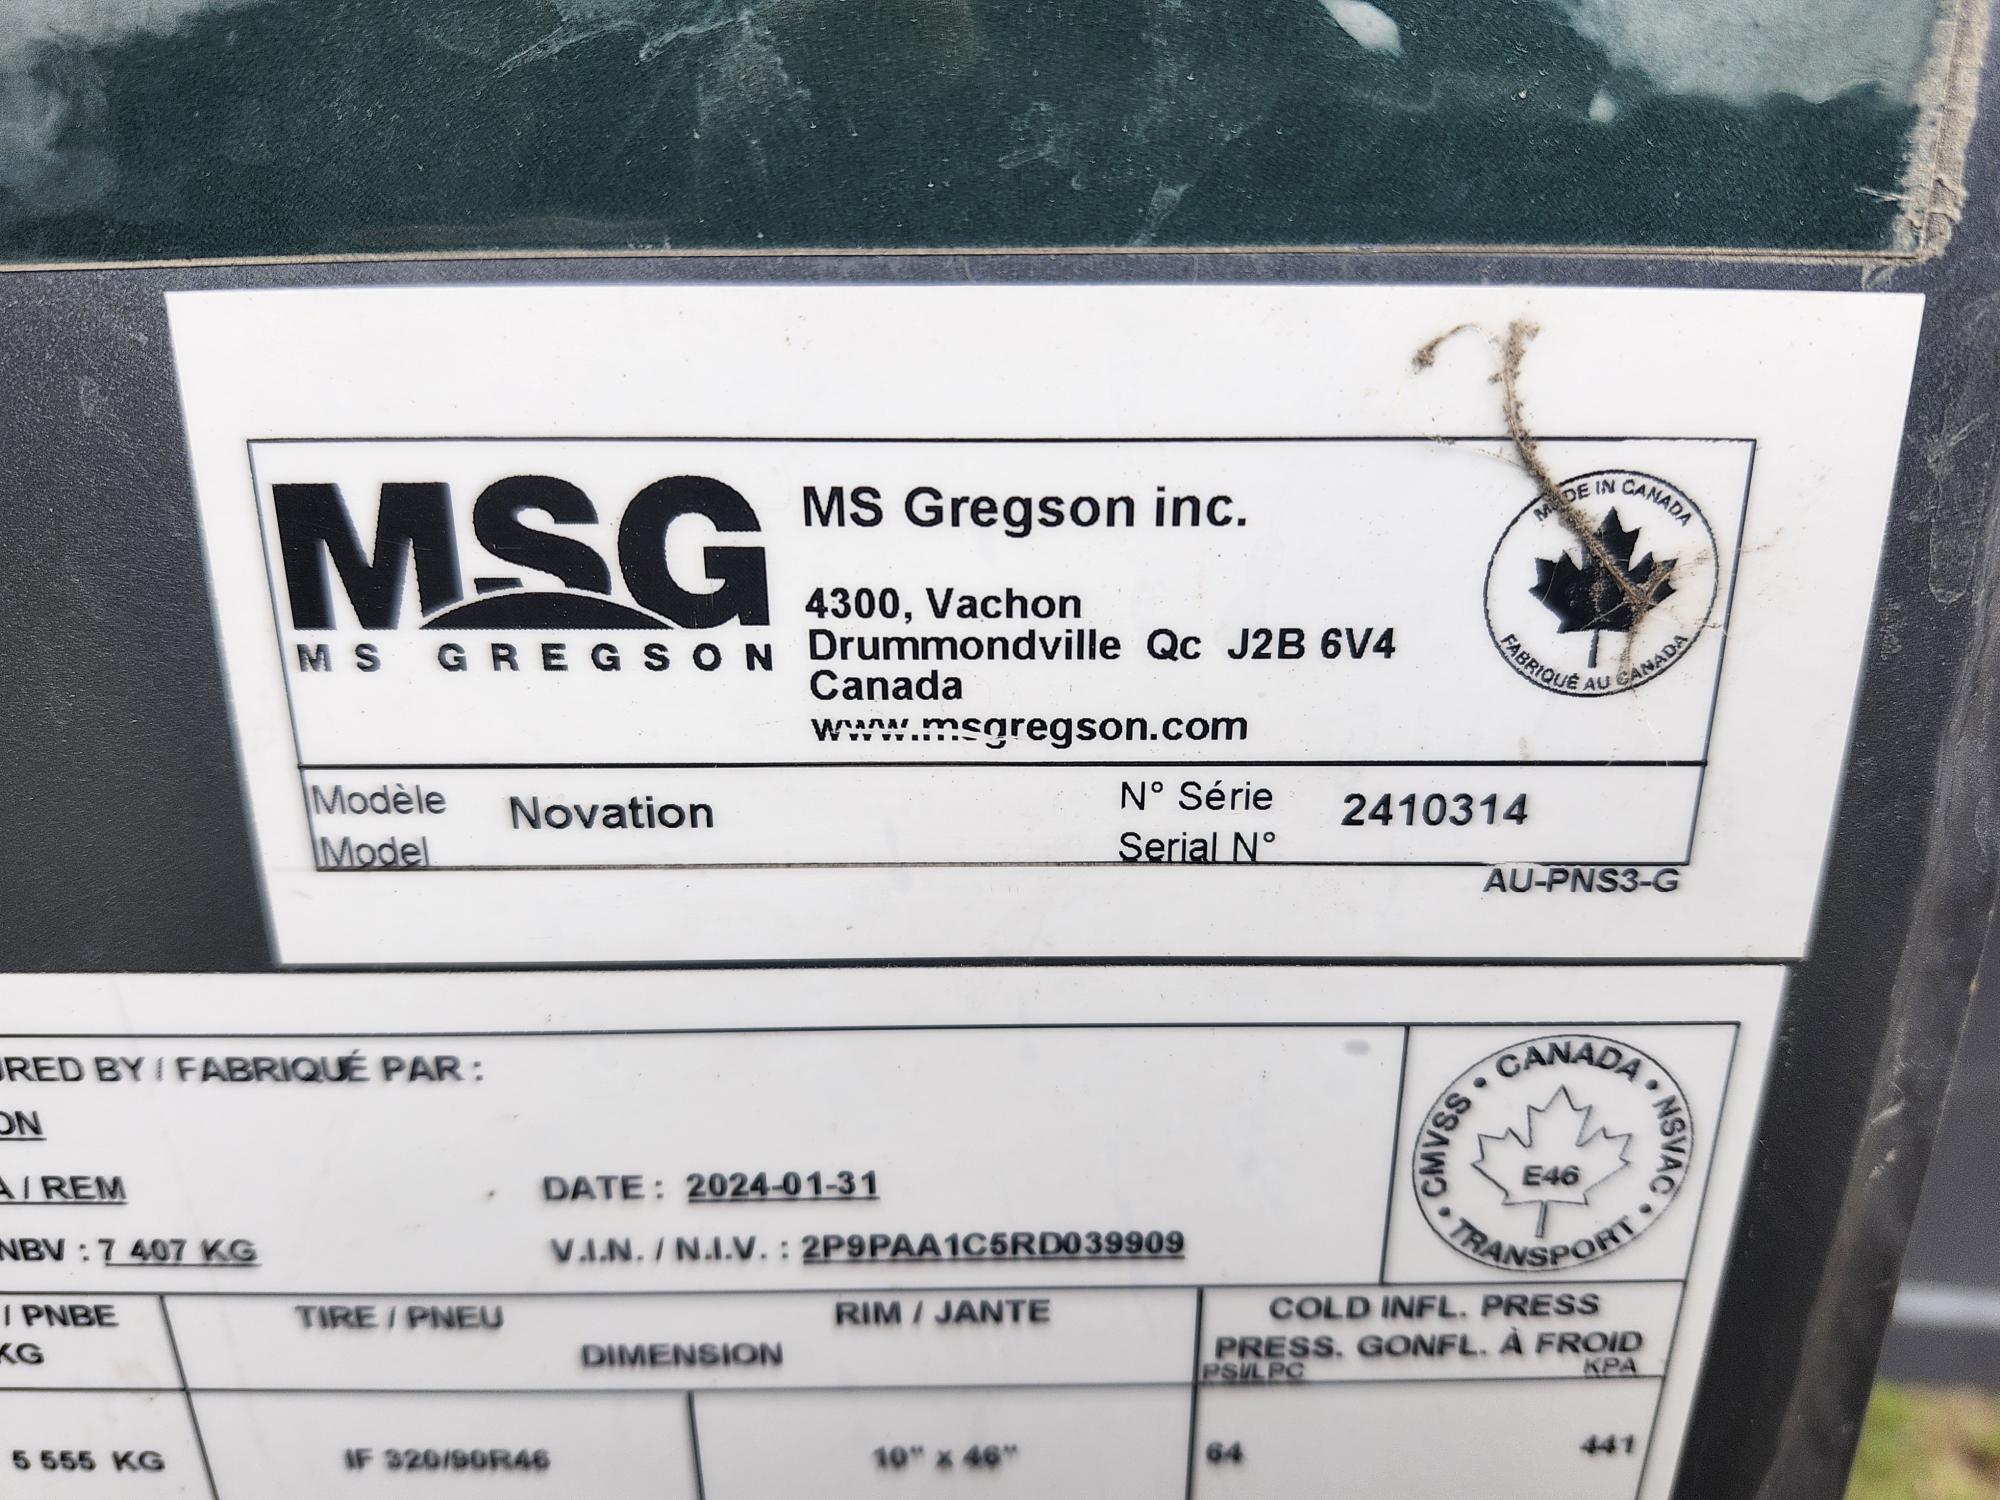 MSG
MS GREGSON
MS Gregson inc.
4300, Vachon
Drummondville Qc J2B 6V4
Canada
www.msgregson.com
MADE IN CANADA
FABRIQUÉ AU CANADA
Modèle
Model
Novation
N° Série
Serial N°
2410314
AU-PNS3-G
URED BY / FABRIQUÉ PAR :
ON
A / REM
DATE : 2024-01-31
NBV : 7 407 KG
V.I.N. / N.I.V. : 2P9PAA1C5RD039909
CANADA • NSVAC • TRANSPORT • CMVSS •
E46
/ PNBE
KG
TIRE / PNEU
RIM / JANTE
DIMENSION
COLD INFL. PRESS
PRESS. GONFL. À FROID
PSI/LPC KPA
5 555 KG
IF 320/90R46
10" x 46"
64
441